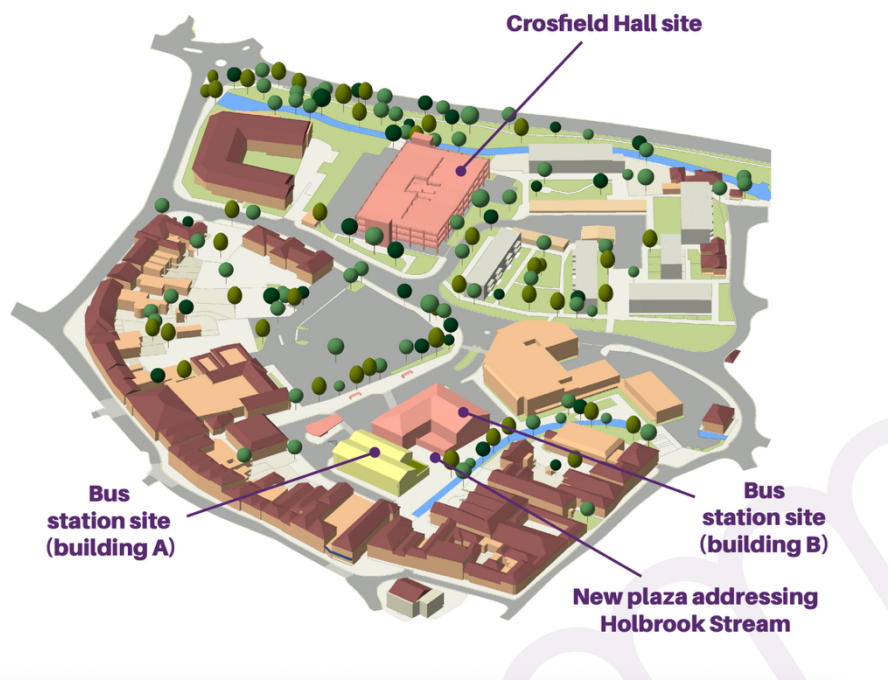 Crosfield Hall site
Bus
station site
(building A)
Bus
station site
(building B)
New plaza addressing
Holbrook Stream